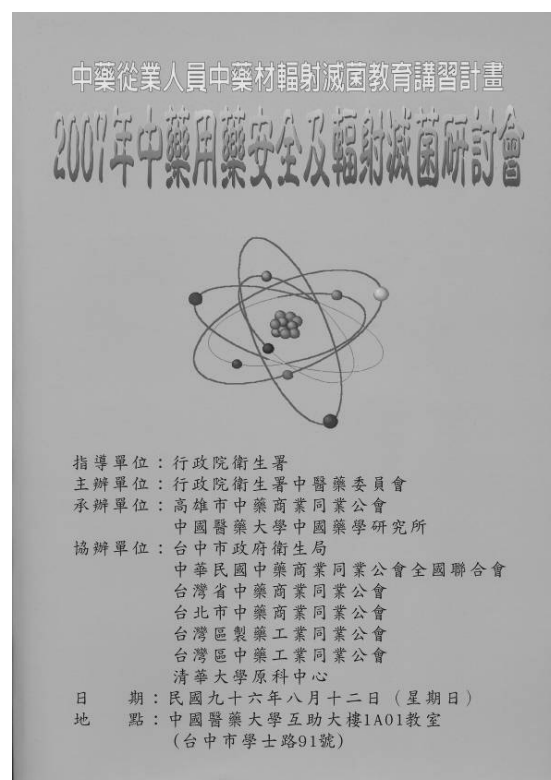 中藥從業人員中藥材輻射滅菌教育講習計畫
2007年中藥用藥安全及輻射滅菌研討會
指導單位：行政院衛生署
主辦單位：行政院衛生署中醫藥委員會
承辦單位：高雄市中藥商業同業公會
中國醫藥大學中國藥學研究所
協辦單位：台中市政府衛生局
中華民國中藥商業同業公會全國聯合會
台灣省中藥商業同業公會
台北市中藥商業同業公會
台灣區製藥工業同業公會
台灣區中藥工業同業公會
清華大學原科中心
日　　期：民國九十六年八月十二日（星期日）
地　　點：中國醫藥大學互助大樓1A01教室
(台中市學士路91號)